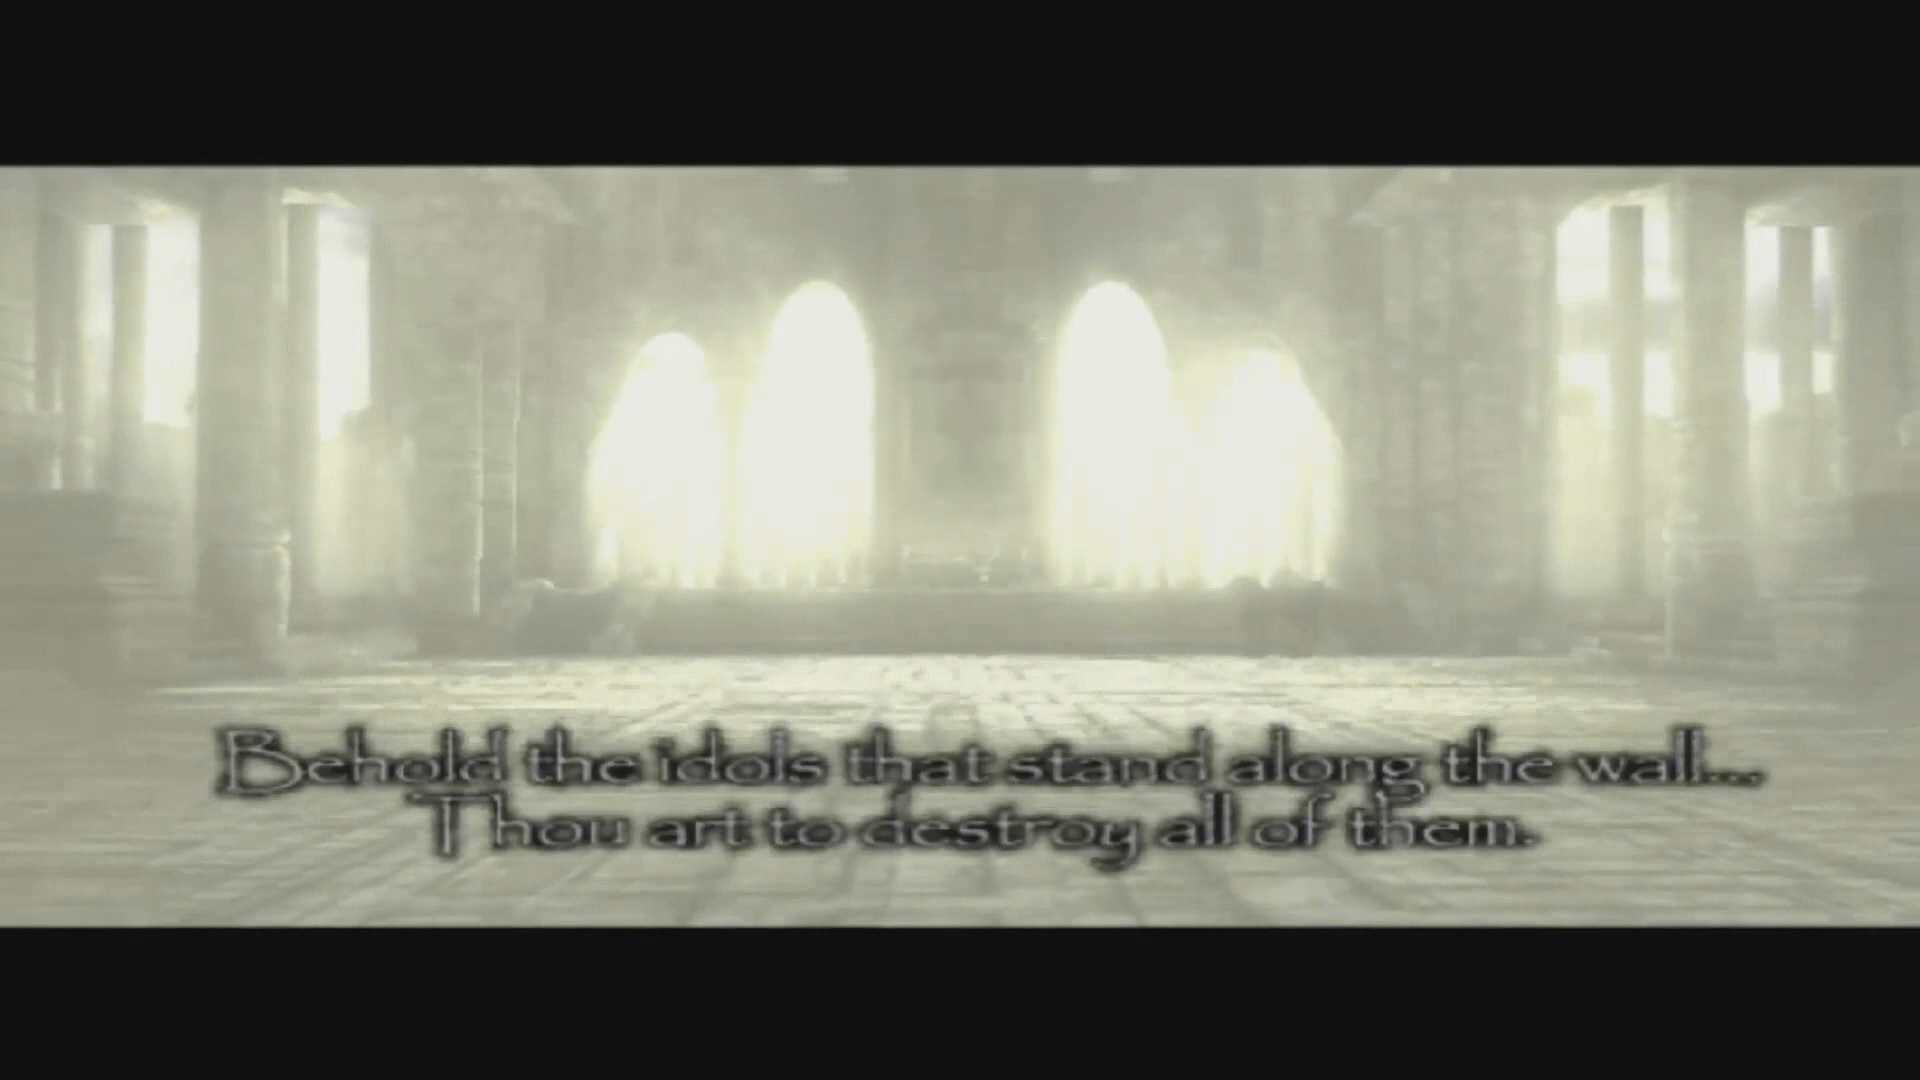 Behold the idols that stand along the wall...
Thou art to destroy all of them.